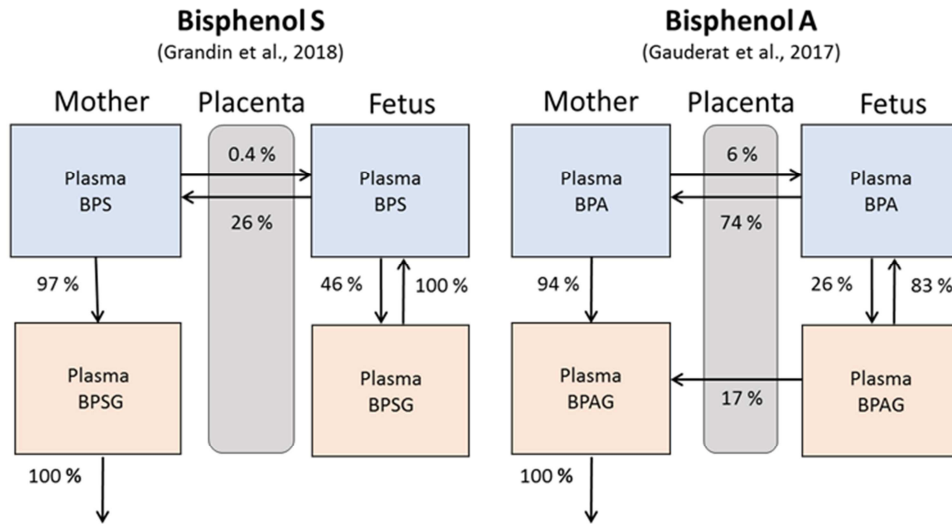 Bisphenol S
(Grandin et al., 2018)
Mother
Placenta
Fetus
Plasma
BPS
0.4 %
26 %
Plasma
BPS
97 %
46 %
100 %
Plasma
BPSG
Plasma
BPSG
100 %
Bisphenol A
(Gauderat et al., 2017)
Mother
Placenta
Fetus
Plasma
BPA
6 %
74 %
Plasma
BPA
94 %
26 %
83 %
Plasma
BPAG
17 %
Plasma
BPAG
100 %